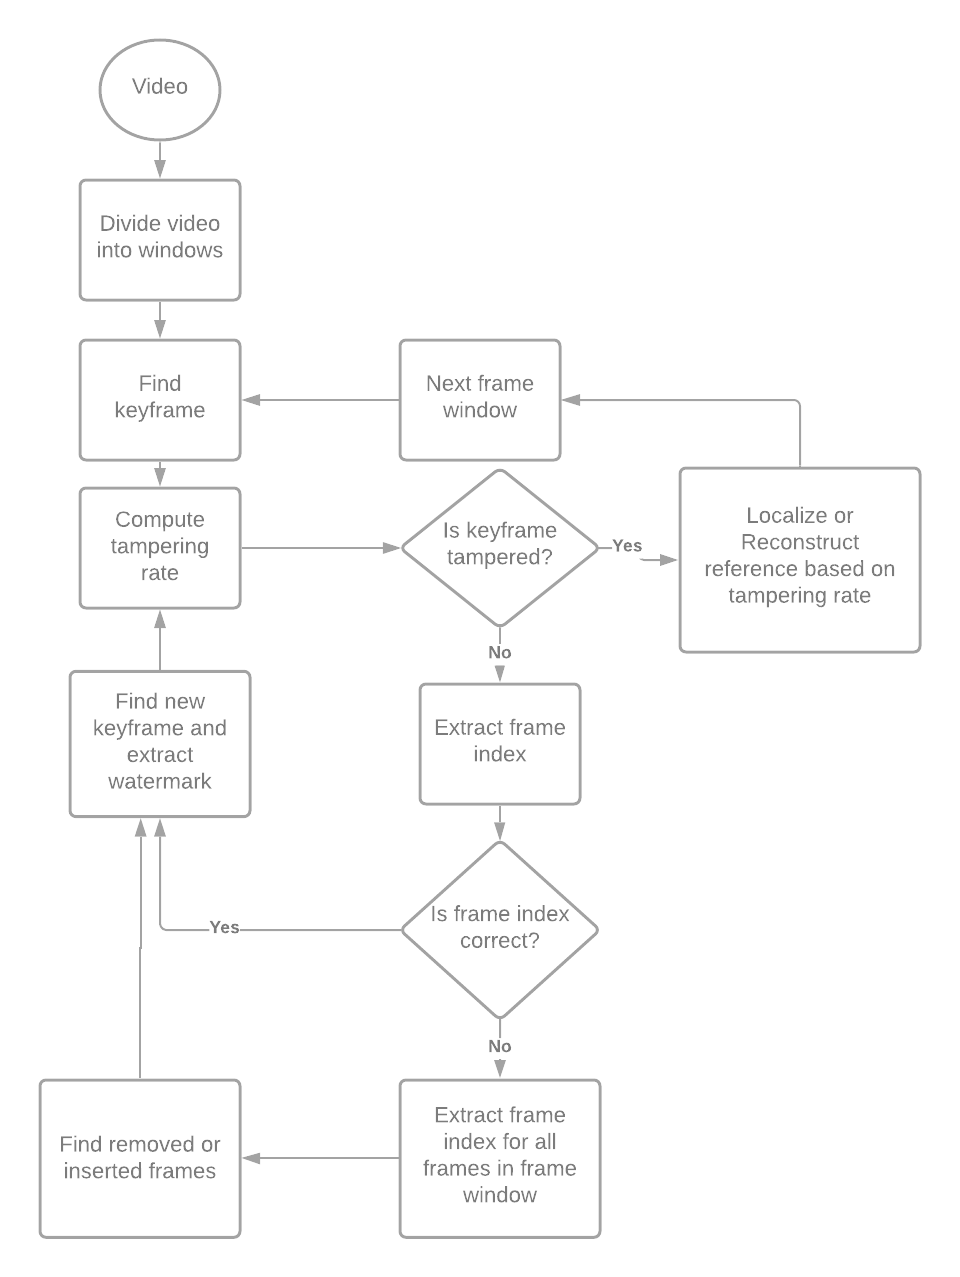 Video
Divide video
into windows
Find
keyframe
Next frame
window
Compute
tampering
rate
Is keyframe
tampered?
Yes
Localize or
Reconstruct
reference based on
tampering rate
No
Find new
keyframe and
extract
watermark
Extract frame
index
Is frame index
correct?
Yes
No
Find removed or
inserted frames
Extract frame
index for all
frames in frame
window